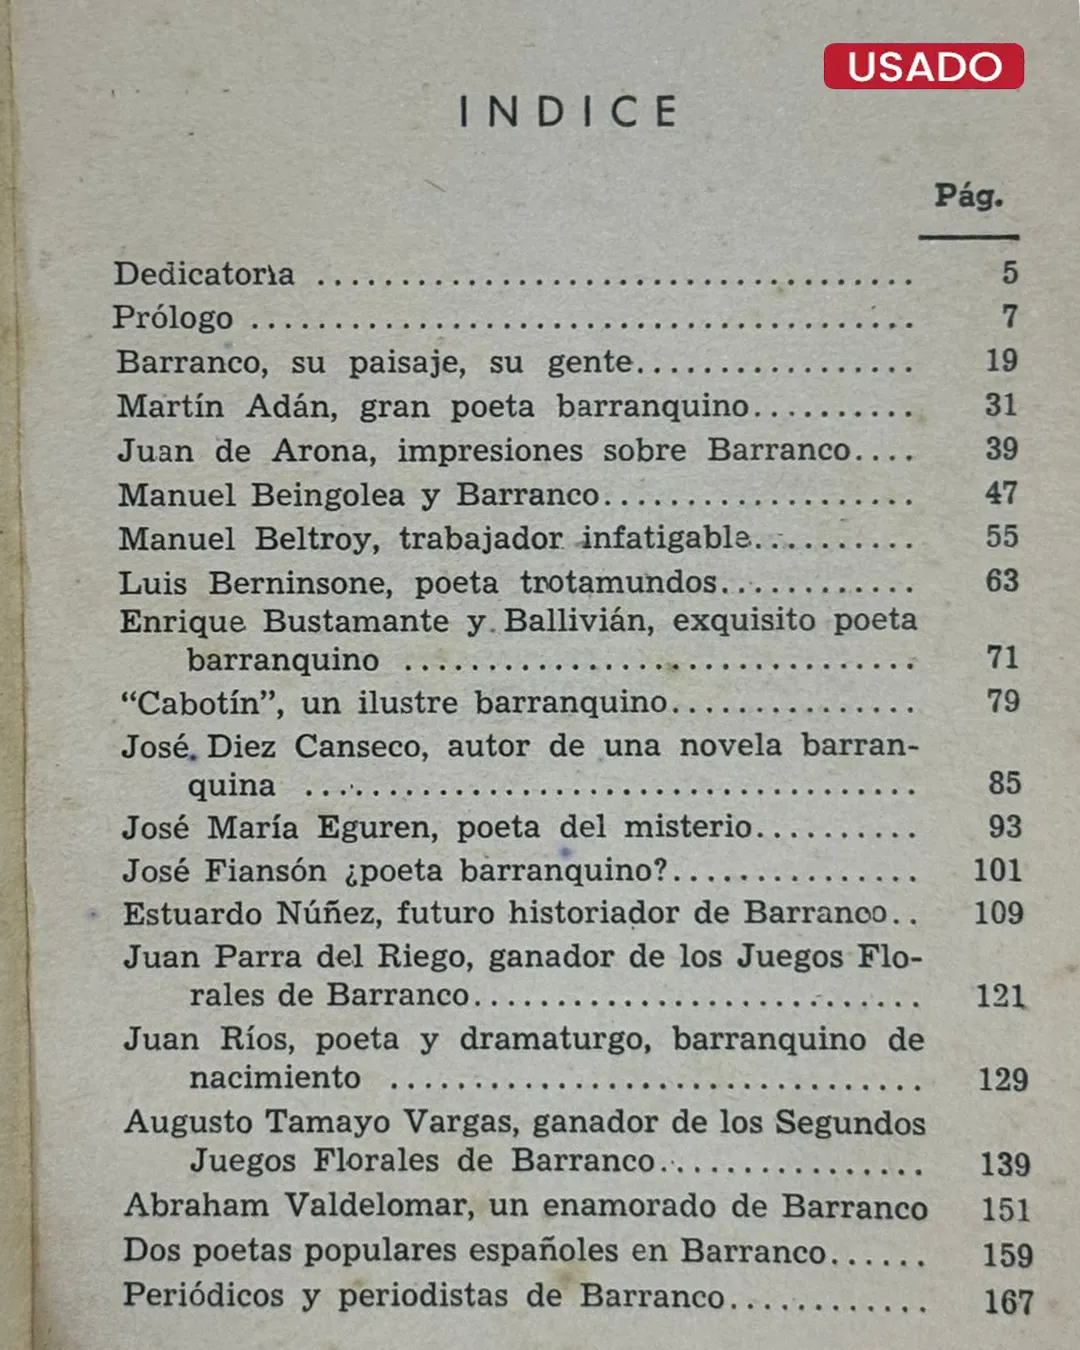 USADO
INDICE
Pág.
Dedicatoria .................................... 5
Prólogo ........................................ 7
Barranco, su paisaje, su gente................. 19
Martín Adán, gran poeta barranquino.......... 31
Juan de Arona, impresiones sobre Barranco.... 39
Manuel Beingolea y Barranco................... 47
Manuel Beltroy, trabajador infatigable.......... 55
Luis Berninsone, poeta trotamundos............ 63
Enrique Bustamante y Ballivián, exquisito poeta
barranquino ............................... 71
“Cabotín”, un ilustre barranquino............... 79
José Diez Canseco, autor de una novela barran-
quina ..................................... 85
José María Eguren, poeta del misterio.......... 93
José Fiansón ¿poeta barranquino?............... 101
Estuardo Núñez, futuro historiador de Barranco.. 109
Juan Parra del Riego, ganador de los Juegos Flo-
rales de Barranco........................... 121
Juan Ríos, poeta y dramaturgo, barranquino de
nacimiento ................................ 129
Augusto Tamayo Vargas, ganador de los Segundos
Juegos Florales de Barranco................ 139
Abraham Valdelomar, un enamorado de Barranco 151
Dos poetas populares españoles en Barranco...... 159
Periódicos y periodistas de Barranco............ 167